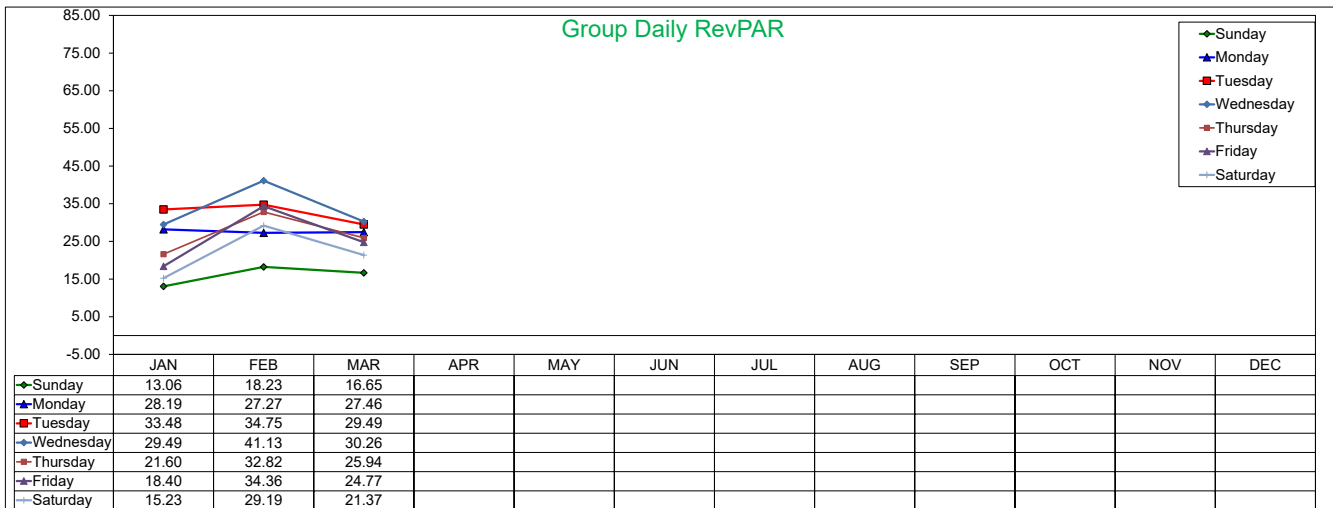 Group Daily RevPAR
85.00
75.00
65.00
55.00
45.00
35.00
25.00
15.00
5.00
-5.00
Sunday
Monday
Tuesday
Wednesday
Thursday
Friday
Saturday
JAN FEB MAR APR MAY JUN JUL AUG SEP OCT NOV DEC
Sunday 13.06 18.23 16.65
Monday 28.19 27.27 27.46
Tuesday 33.48 34.75 29.49
Wednesday 29.49 41.13 30.26
Thursday 21.60 32.82 25.94
Friday 18.40 34.36 24.77
Saturday 15.23 29.19 21.37